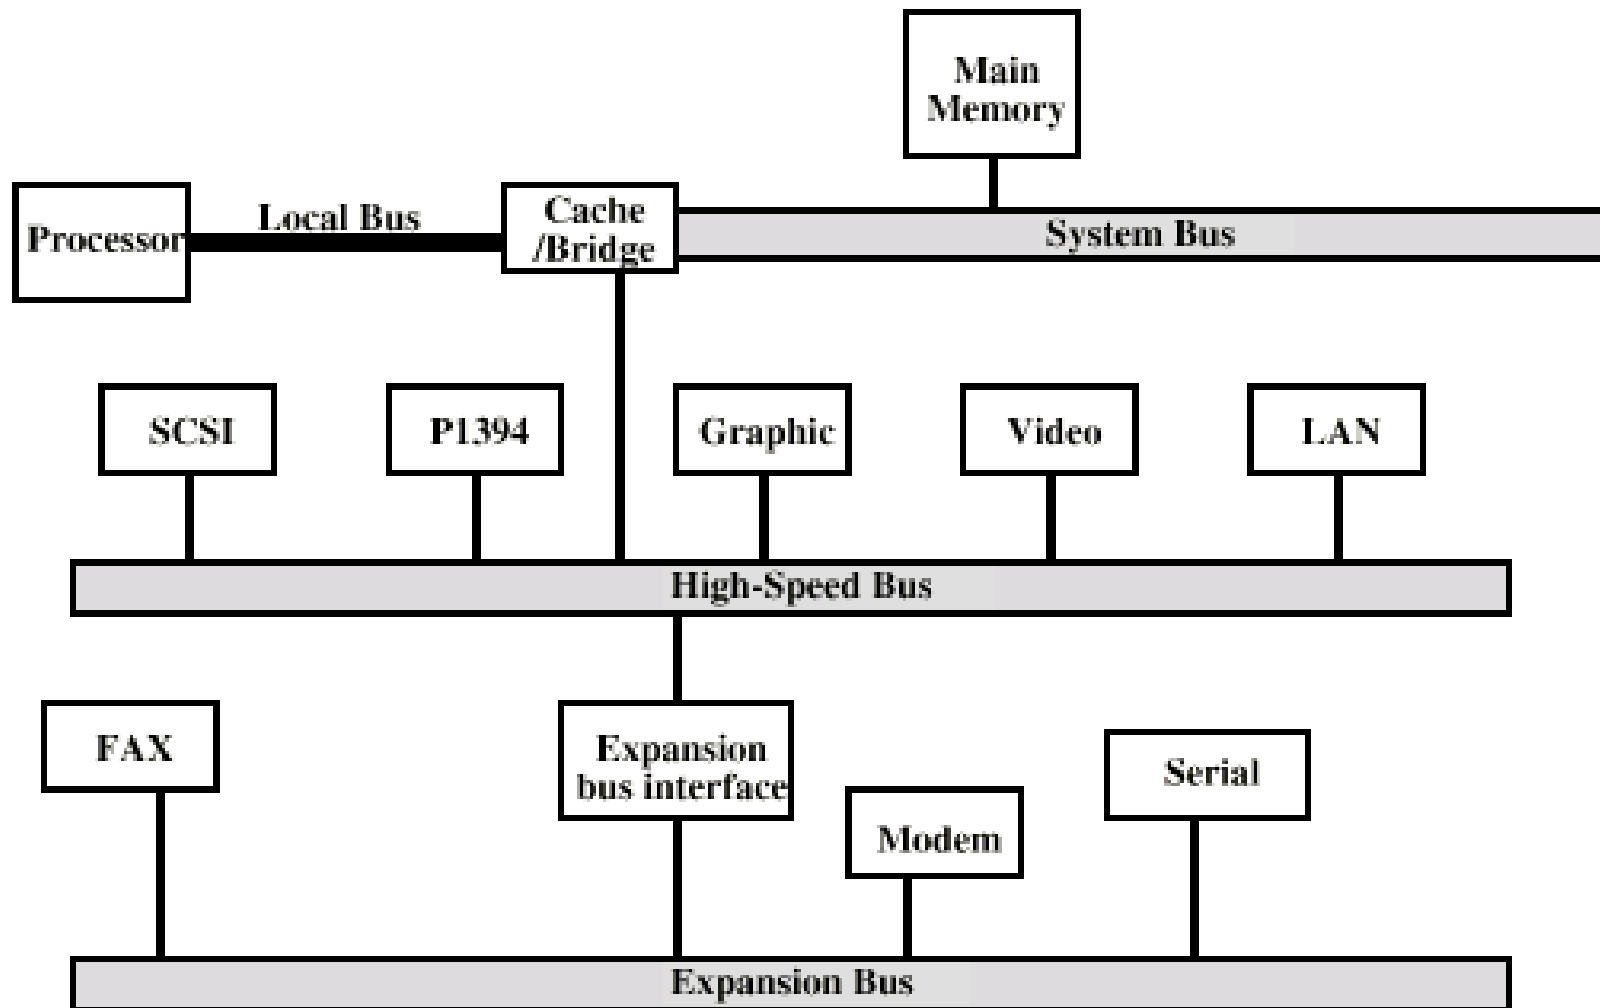 Main
Memory
Processor
Local Bus
Cache
/Bridge
System Bus
SCSI
P1394
Graphic
Video
LAN
High-Speed Bus
FAX
Expansion
bus interface
Modem
Serial
Expansion Bus